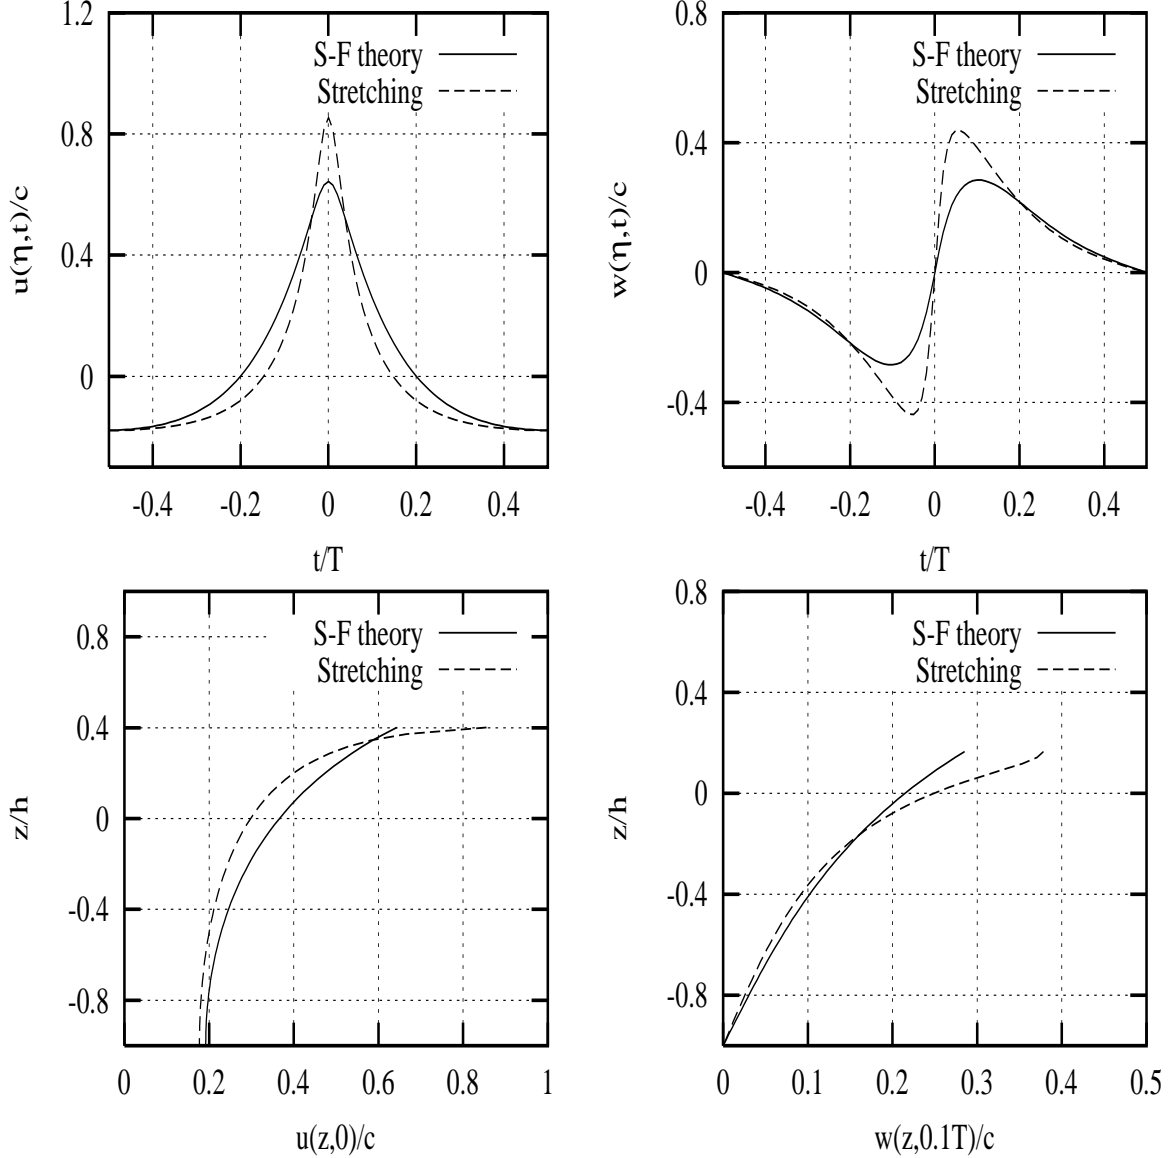 1.2
0.8
0.4
0
u(η,t)/c
S-F theory
Stretching
-0.4 -0.2 0 0.2 0.4
t/T
0.8
0.4
0
-0.4
w(η,t)/c
S-F theory
Stretching
-0.4 -0.2 0 0.2 0.4
t/T
0.8
0.4
0
-0.4
-0.8
z/h
S-F theory
Stretching
0 0.2 0.4 0.6 0.8 1
u(z,0)/c
0.8
0.4
0
-0.4
-0.8
z/h
S-F theory
Stretching
0 0.1 0.2 0.3 0.4 0.5
w(z,0.1T)/c